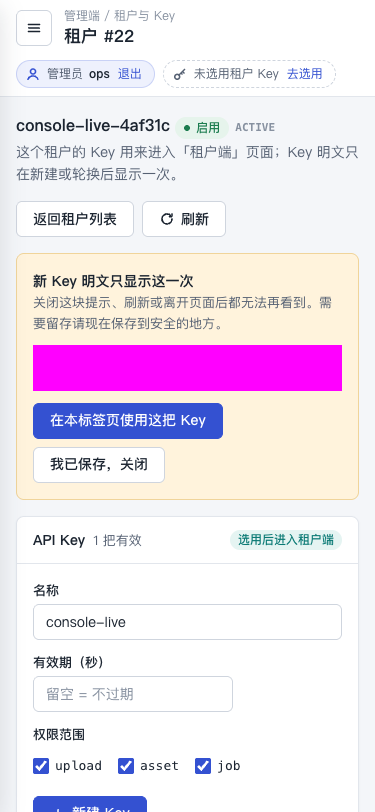 管理端 / 租户与 Key
租户 #22
管理员 ops 退出
未选用租户 Key 去选用
console-live-4af31c 启用 ACTIVE
这个租户的 Key 用来进入「租户端」页面；Key 明文只
在新建或轮换后显示一次。
返回租户列表 刷新
新 Key 明文只显示这一次
关闭这块提示、刷新或离开页面后都无法再看到。需
要留存请现在保存到安全的地方。
在本标签页使用这把 Key
我已保存，关闭
API Key 1 把有效 选用后进入租户端
名称
console-live
有效期（秒）
留空 = 不过期
权限范围
upload asset job
+ 新建 Key